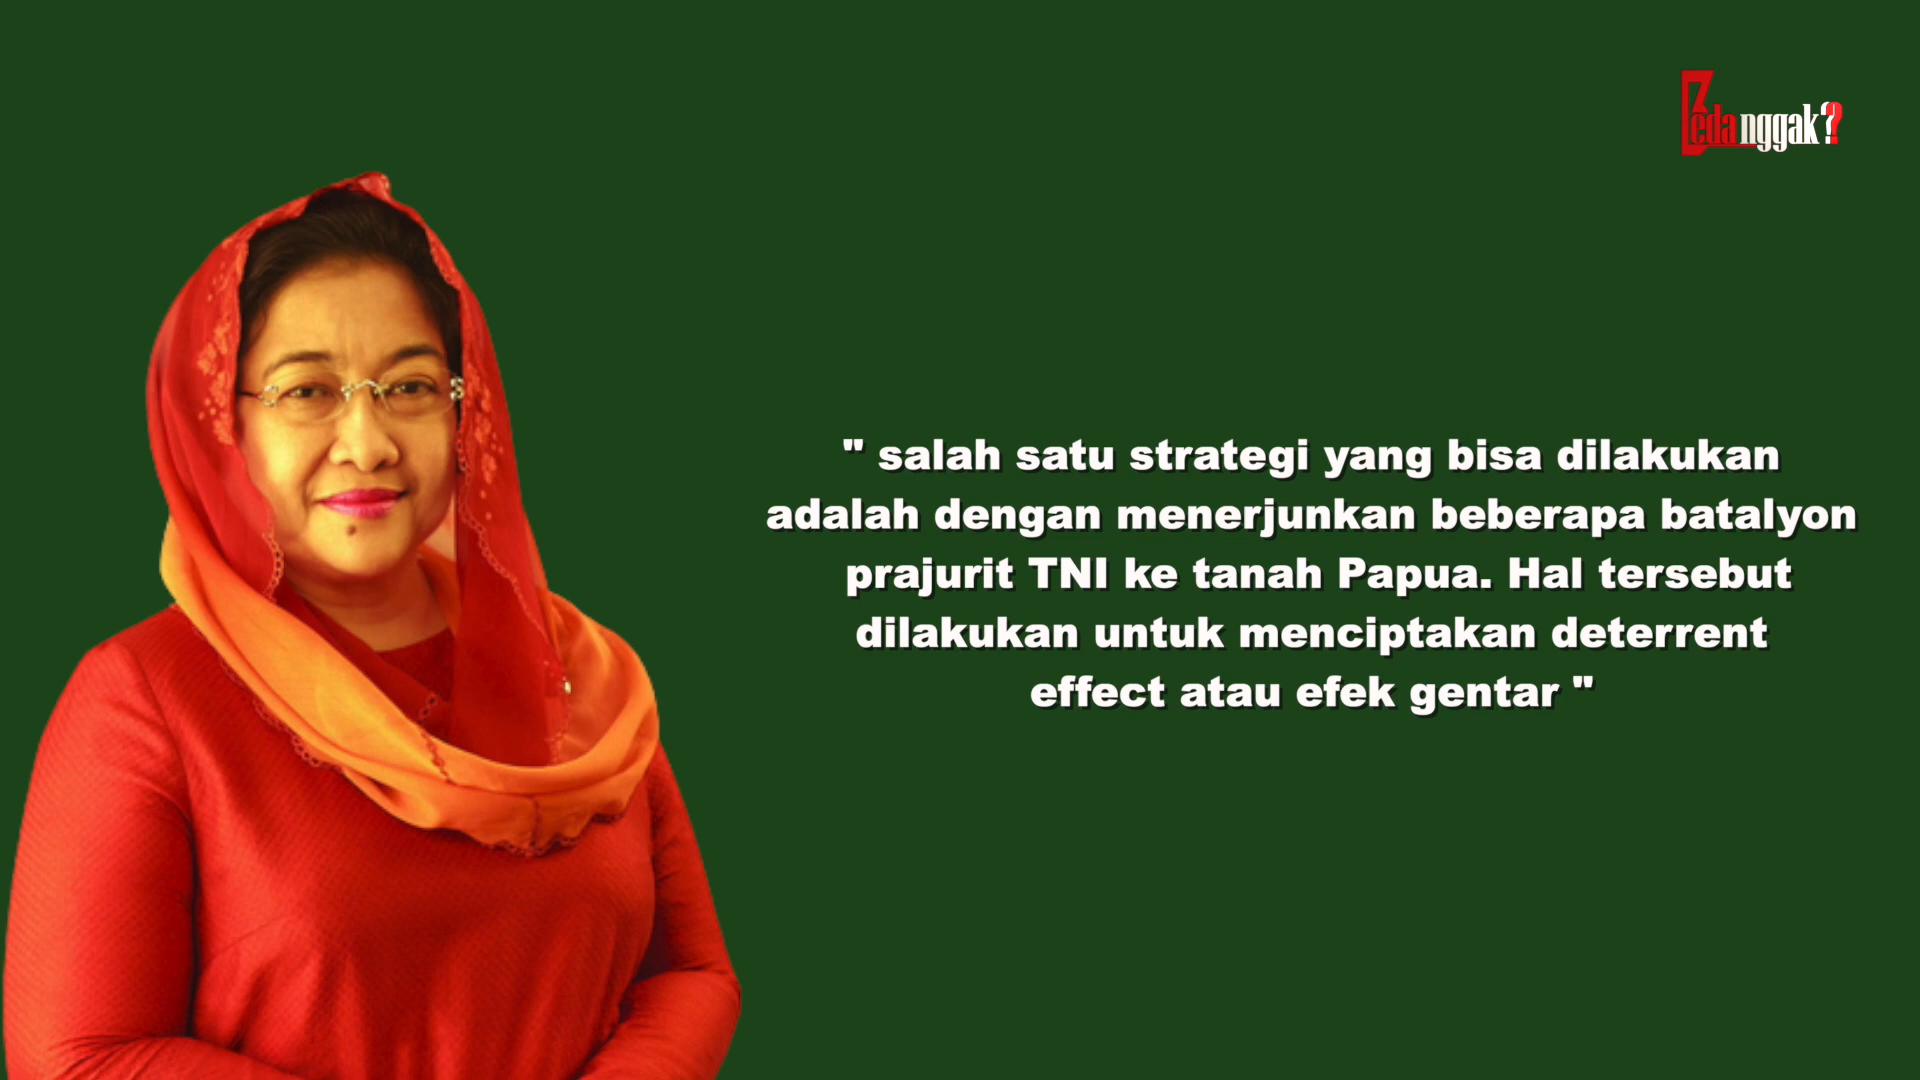 Bedanggak?
" salah satu strategi yang bisa dilakukan
adalah dengan menerjunkan beberapa batalyon
prajurit TNI ke tanah Papua. Hal tersebut
dilakukan untuk menciptakan deterrent
effect atau efek gentar "